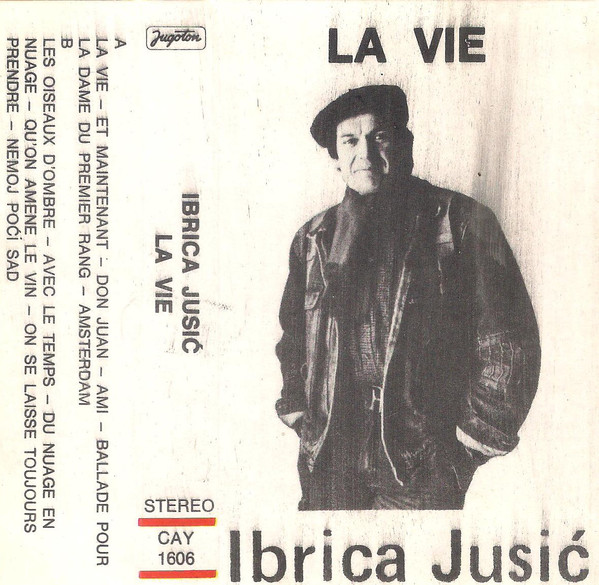 A
LA VIE – ET MAINTENANT – DON JUAN – AMI – BALLADE POUR
LA DAME DU PREMIER RANG – AMSTERDAM
B
LES OISEAUX D'OMBRE – AVEC LE TEMPS – DU NUAGE EN
NUAGE – QU'ON AMENE LE VIN – ON SE LAISSE TOUJOURS
PRENDRE – NEMOJ POĆI SAD
Jugoton
IBRICA JUSIĆ
LA VIE
STEREO
CAY
1606
LA VIE
Ibrica Jusić